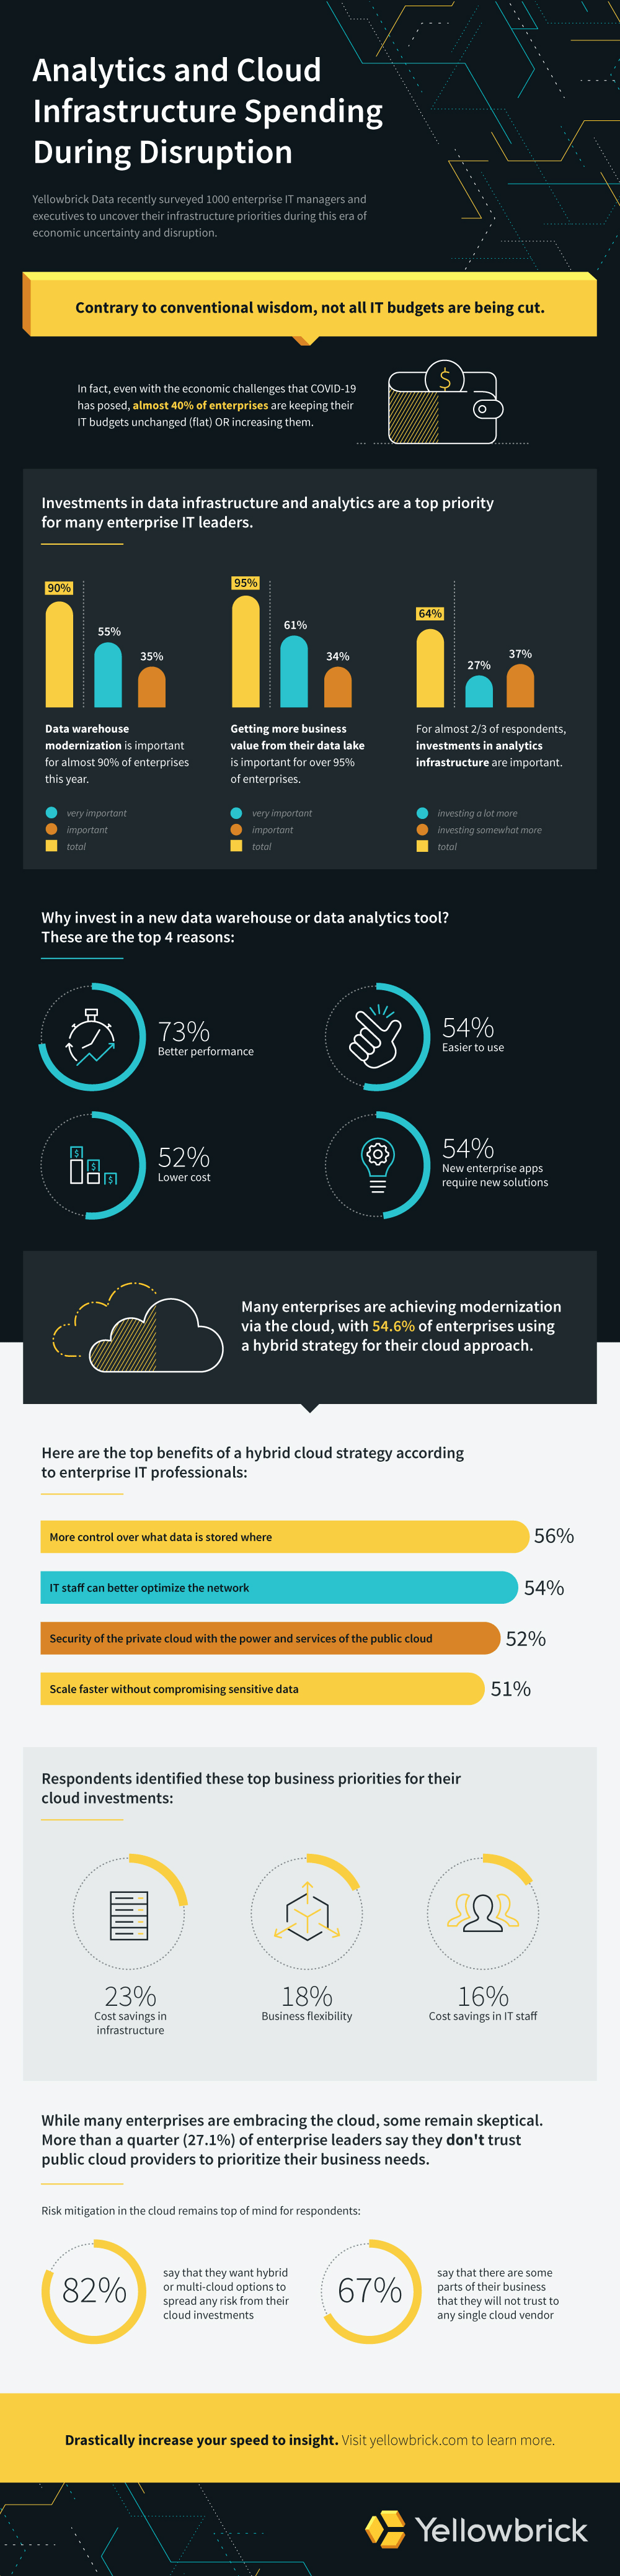 Analytics and Cloud
Infrastructure Spending
During Disruption
Yellowbrick Data recently surveyed 1000 enterprise IT managers and
executives to uncover their infrastructure priorities during this era of
economic uncertainty and disruption.
Contrary to conventional wisdom, not all IT budgets are being cut.
In fact, even with the economic challenges that COVID-19
has posed, almost 40% of enterprises are keeping their
IT budgets unchanged (flat) OR increasing them.
$
Investments in data infrastructure and analytics are a top priority
for many enterprise IT leaders.
90%
55%
35%
Data warehouse
modernization is important
for almost 90% of enterprises
this year.
very important
important
total
95%
61%
34%
Getting more business
value from their data lake
is important for over 95%
of enterprises.
very important
important
total
64%
27%
37%
For almost 2/3 of respondents,
investments in analytics
infrastructure are important.
investing a lot more
investing somewhat more
total
Why invest in a new data warehouse or data analytics tool?
These are the top 4 reasons:
73%
Better performance
54%
Easier to use
$
$
$
52%
Lower cost
54%
New enterprise apps
require new solutions
Many enterprises are achieving modernization
via the cloud, with 54.6% of enterprises using
a hybrid strategy for their cloud approach.
Here are the top benefits of a hybrid cloud strategy according
to enterprise IT professionals:
More control over what data is stored where 56%
IT staff can better optimize the network 54%
Security of the private cloud with the power and services of the public cloud 52%
Scale faster without compromising sensitive data 51%
Respondents identified these top business priorities for their
cloud investments:
23%
Cost savings in
infrastructure
18%
Business flexibility
16%
Cost savings in IT staff
While many enterprises are embracing the cloud, some remain skeptical.
More than a quarter (27.1%) of enterprise leaders say they don't trust
public cloud providers to prioritize their business needs.
Risk mitigation in the cloud remains top of mind for respondents:
82%
say that they want hybrid
or multi-cloud options to
spread any risk from their
cloud investments
67%
say that there are some
parts of their business
that they will not trust to
any single cloud vendor
Drastically increase your speed to insight. Visit yellowbrick.com to learn more.
Yellowbrick